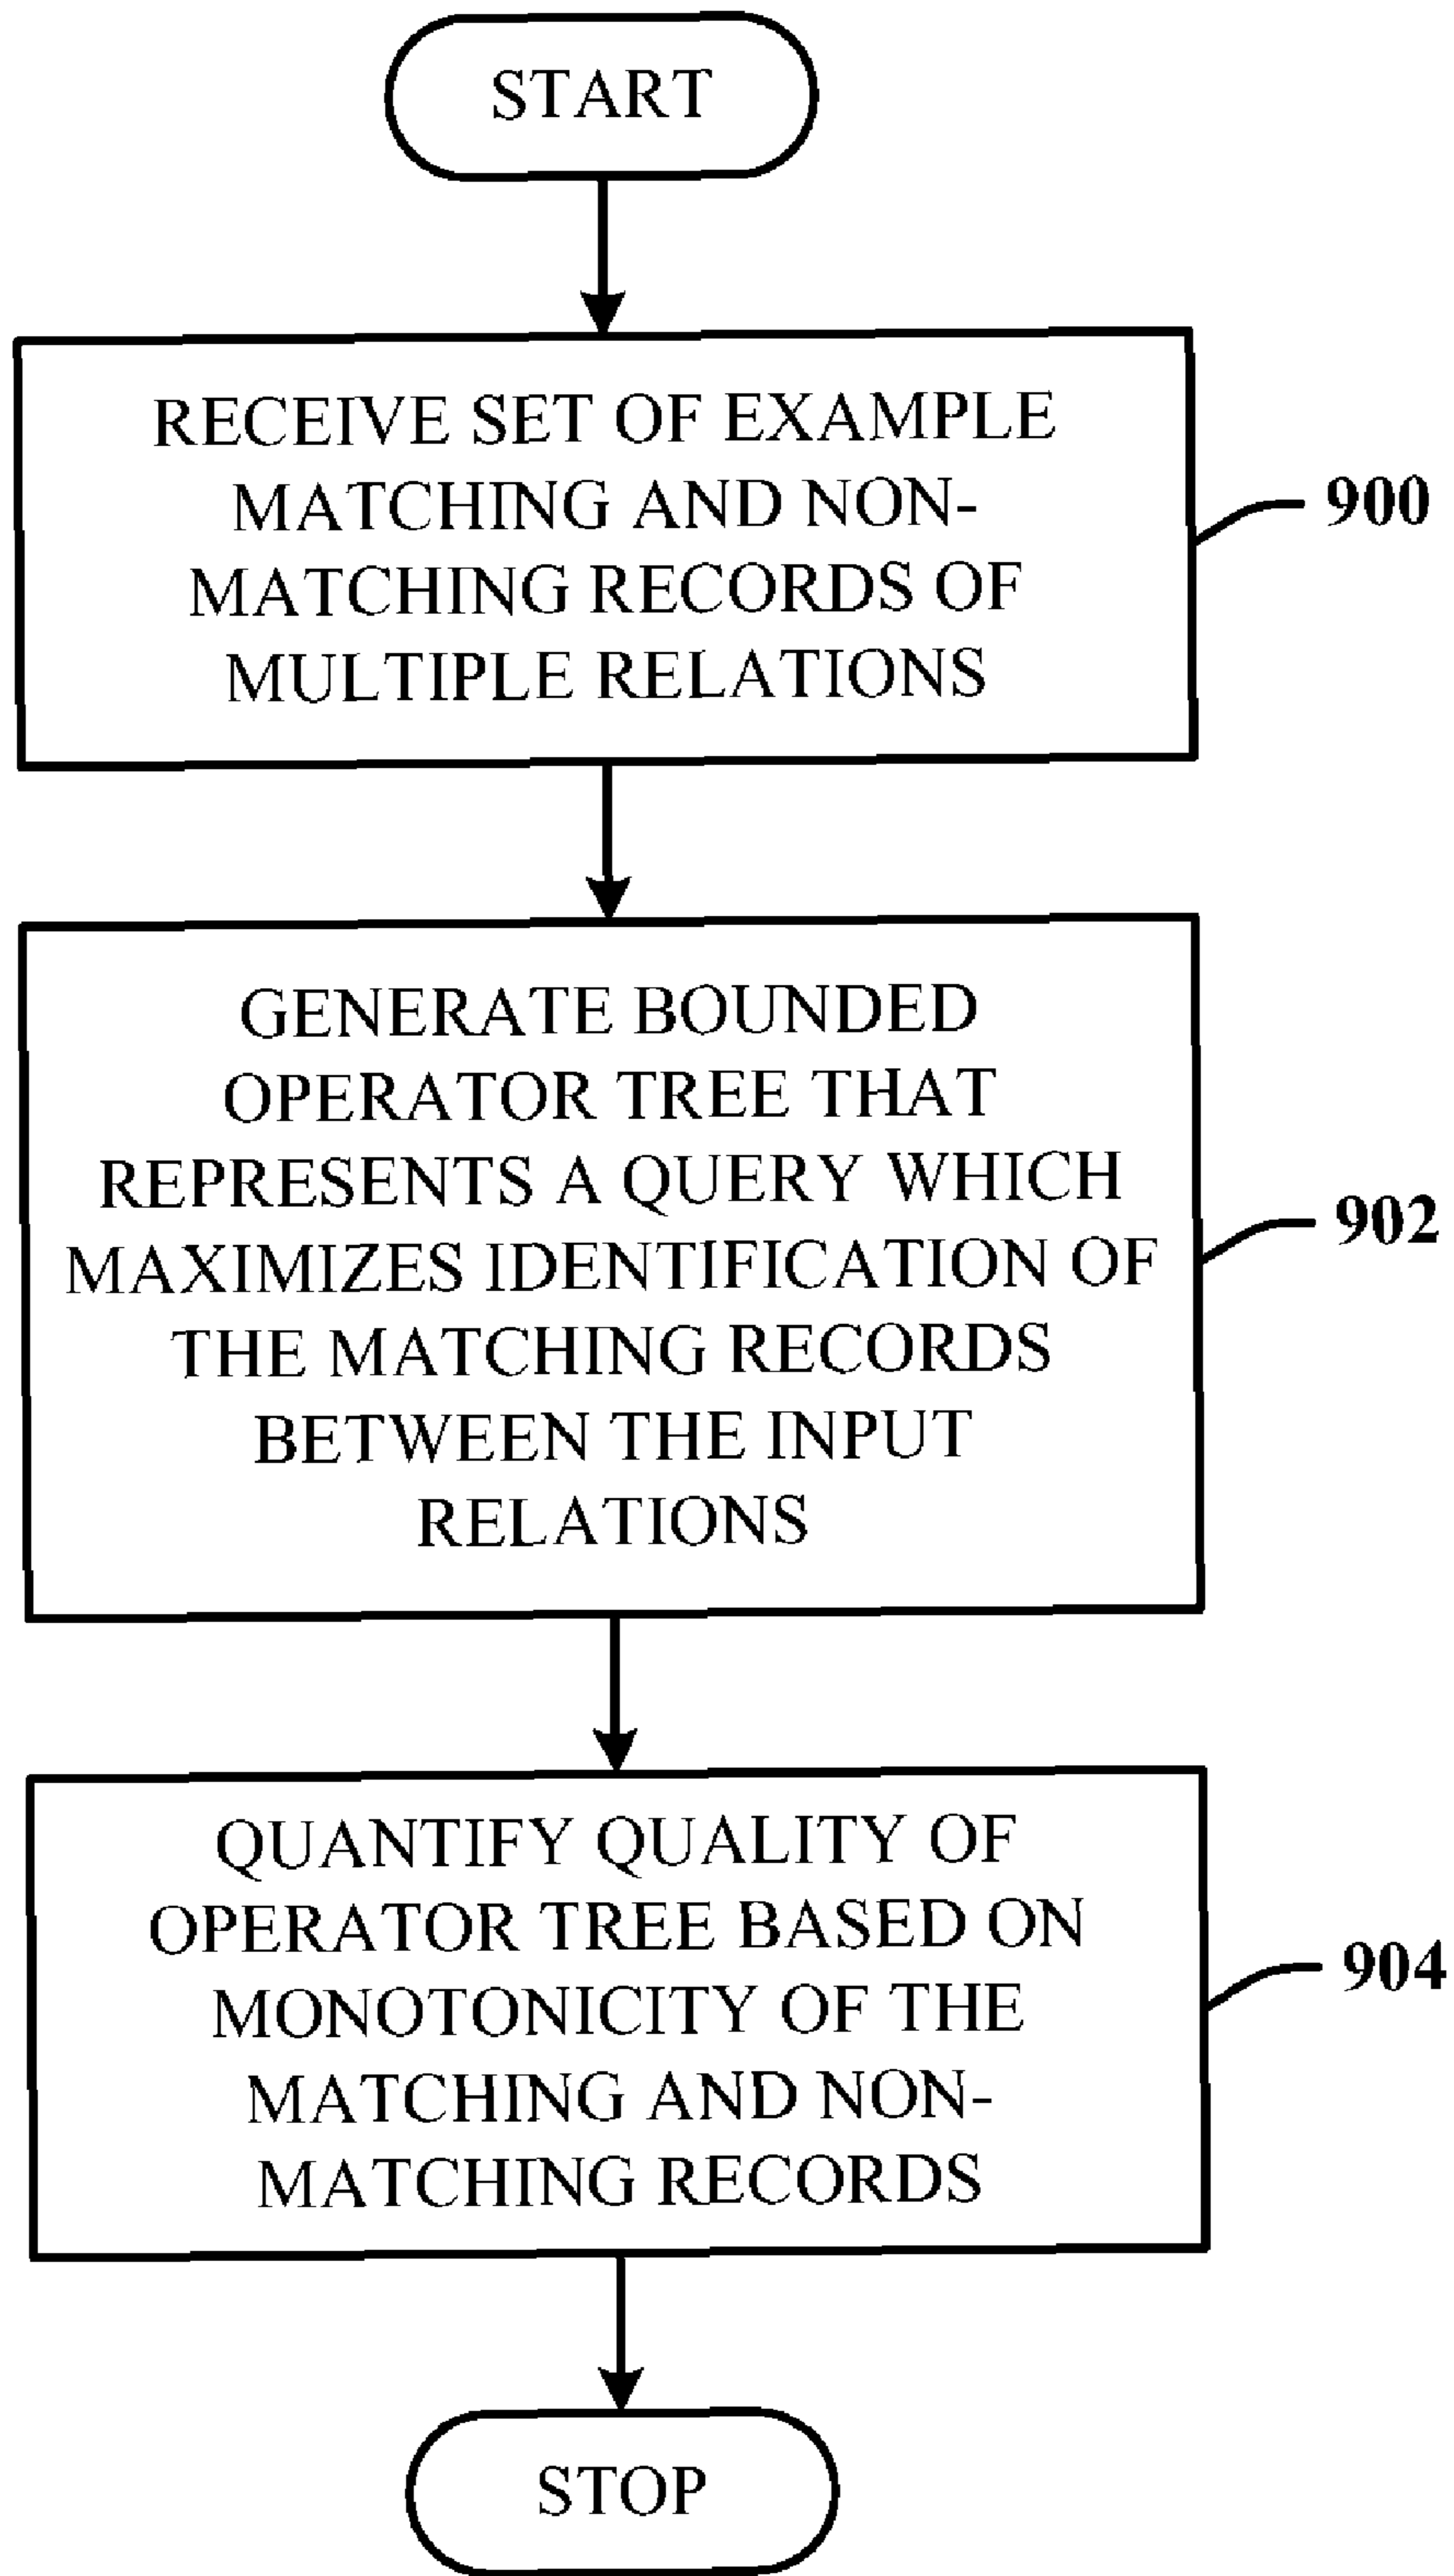 START
RECEIVE SET OF EXAMPLE
MATCHING AND NON-
MATCHING RECORDS OF
MULTIPLE RELATIONS
900
GENERATE BOUNDED
OPERATOR TREE THAT
REPRESENTS A QUERY WHICH
MAXIMIZES IDENTIFICATION OF
THE MATCHING RECORDS
BETWEEN THE INPUT
RELATIONS
902
QUANTIFY QUALITY OF
OPERATOR TREE BASED ON
MONOTONICITY OF THE
MATCHING AND NON-
MATCHING RECORDS
904
STOP